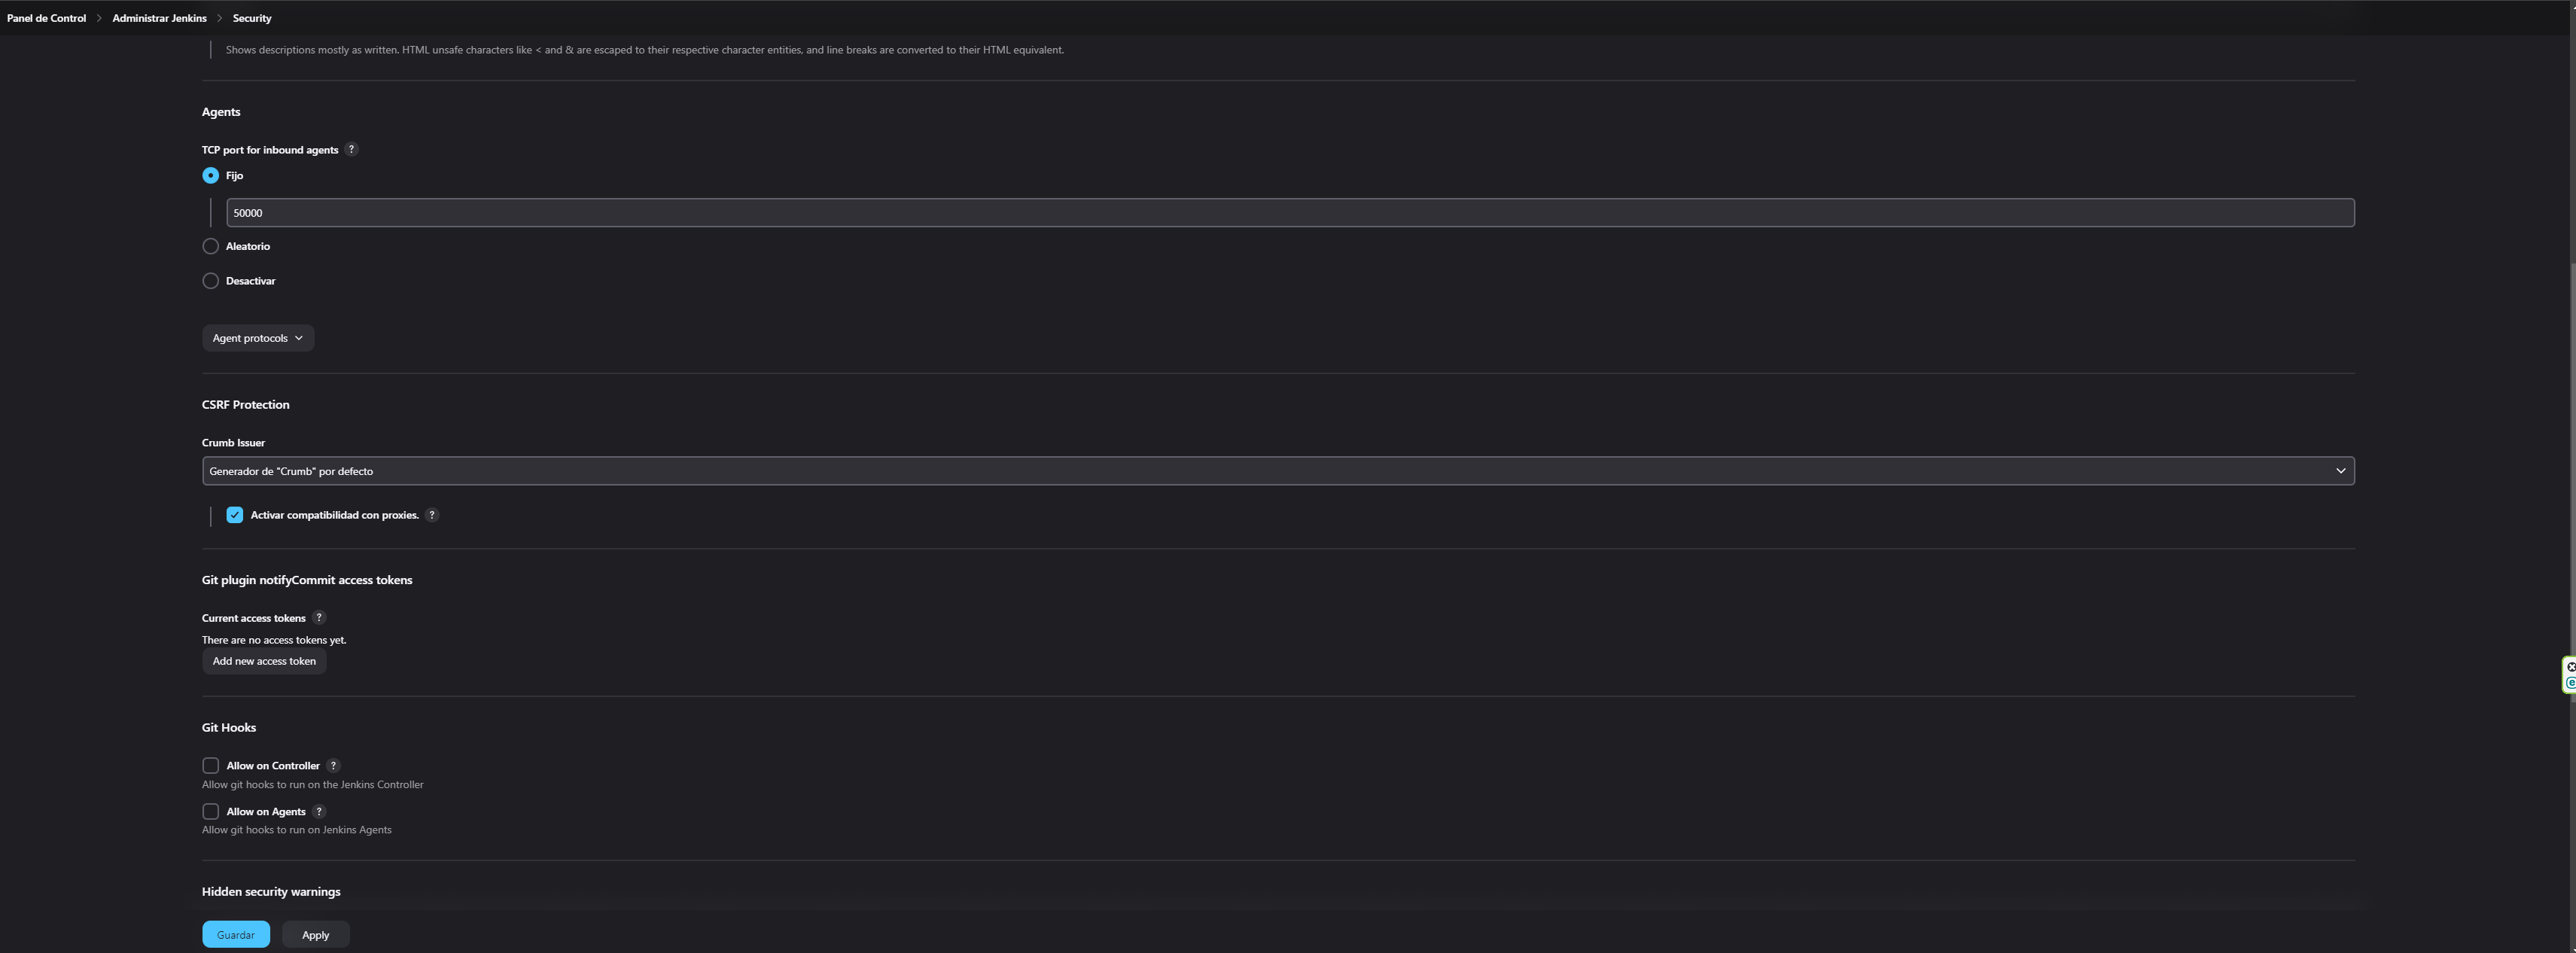 Panel de Control > Administrar Jenkins > Security
Shows descriptions mostly as written. HTML unsafe characters like < and & are escaped to their respective character entities, and line breaks are converted to their HTML equivalent.
Agents
TCP port for inbound agents ?
Fijo
50000
Aleatorio
Desactivar
Agent protocols
CSRF Protection
Crumb Issuer
Generador de "Crumb" por defecto
Activar compatibilidad con proxies. ?
Git plugin notifyCommit access tokens
Current access tokens ?
There are no access tokens yet.
Add new access token
Git Hooks
Allow on Controller ?
Allow git hooks to run on the Jenkins Controller
Allow on Agents ?
Allow git hooks to run on Jenkins Agents
Hidden security warnings
Guardar Apply